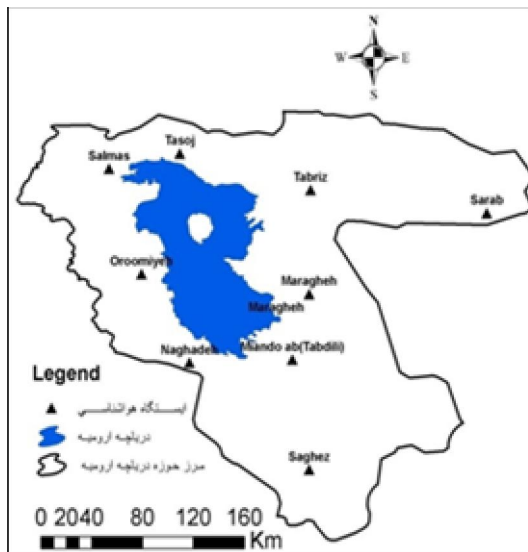 N
W E
S
Tasoj
Salmas
Tabriz
Sarab
Oroomiyeh
Maragheh
Maragheh
Naghadeh
Miando ab(Tabdili)
Saghez
Legend
ایستگاه هواشناسی
دریاچه ارومیه
مرز حوزه دریاچه ارومیه
0 20 40 80 120 160
Km